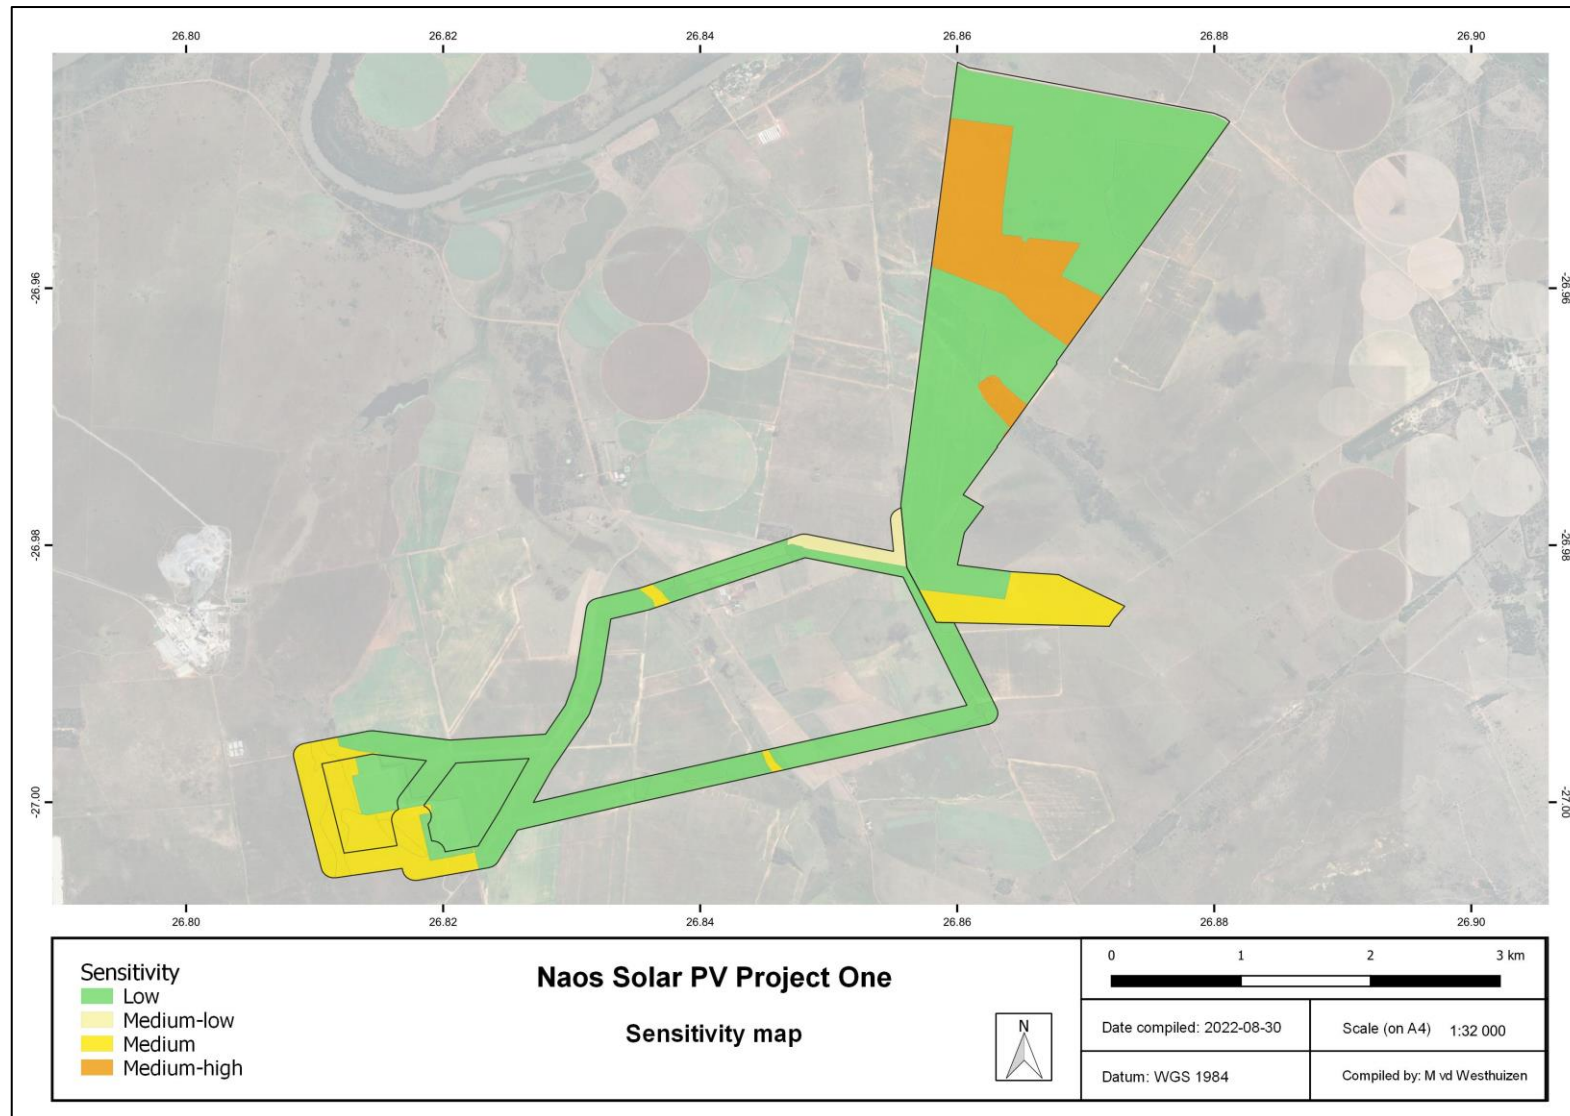 26.80 26.82 26.84 26.86 26.88 26.90
-26.96 -26.96
-26.98 -26.98
-27.00 -27.00
26.80 26.82 26.84 26.86 26.88 26.90
Sensitivity
Low
Medium-low
Medium
Medium-high
Naos Solar PV Project One
Sensitivity map
N
0 1 2 3 km
Date compiled: 2022-08-30
Scale (on A4) 1:32 000
Datum: WGS 1984
Compiled by: M vd Westhuizen